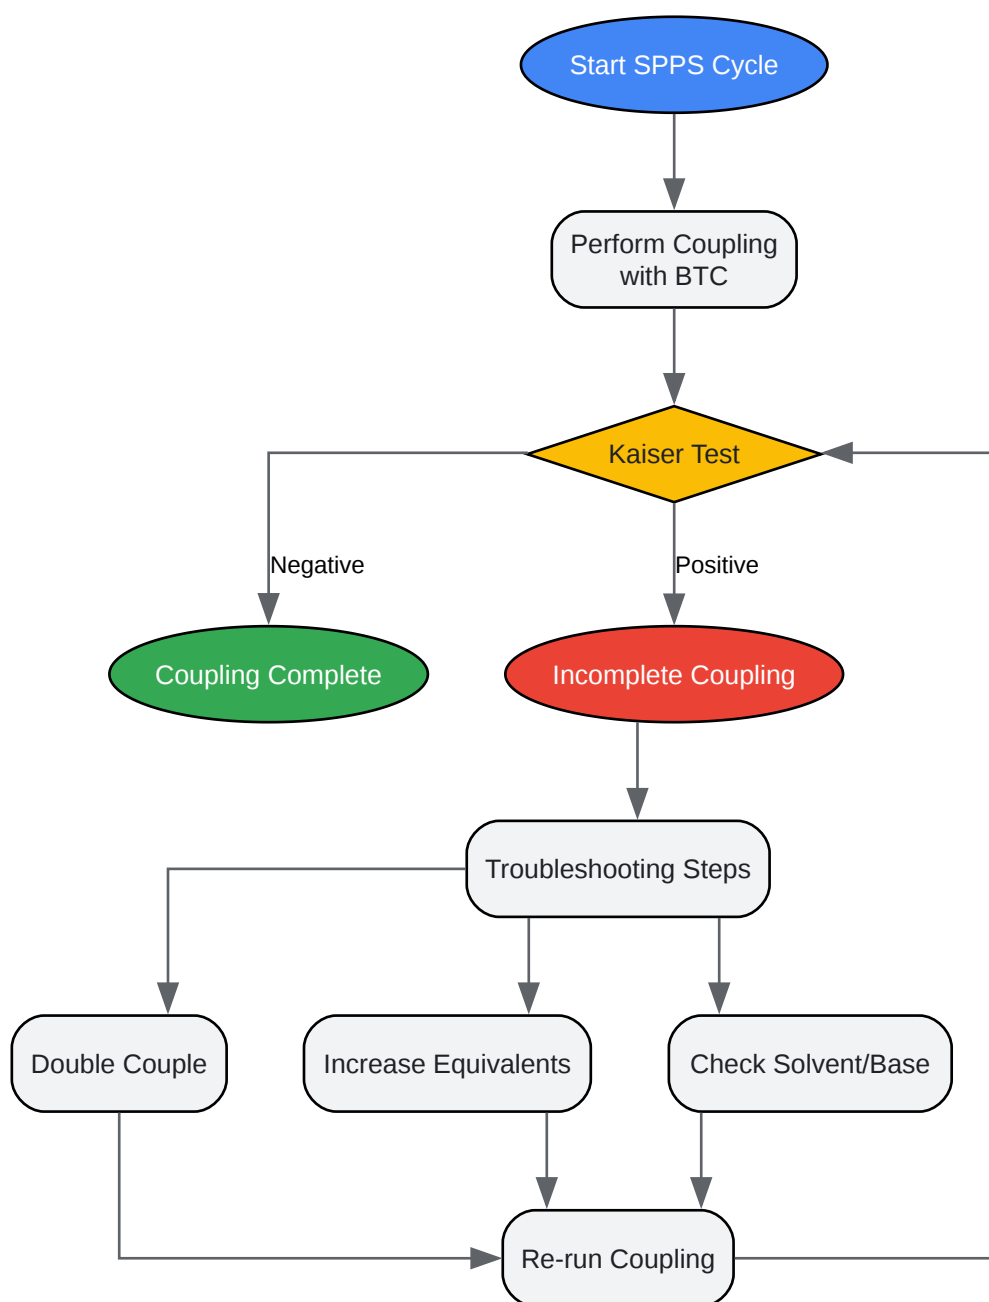 Start SPPS Cycle
Perform Coupling
with BTC
Kaiser Test
Negative
Positive
Coupling Complete
Incomplete Coupling
Troubleshooting Steps
Double Couple
Increase Equivalents
Check Solvent/Base
Re-run Coupling